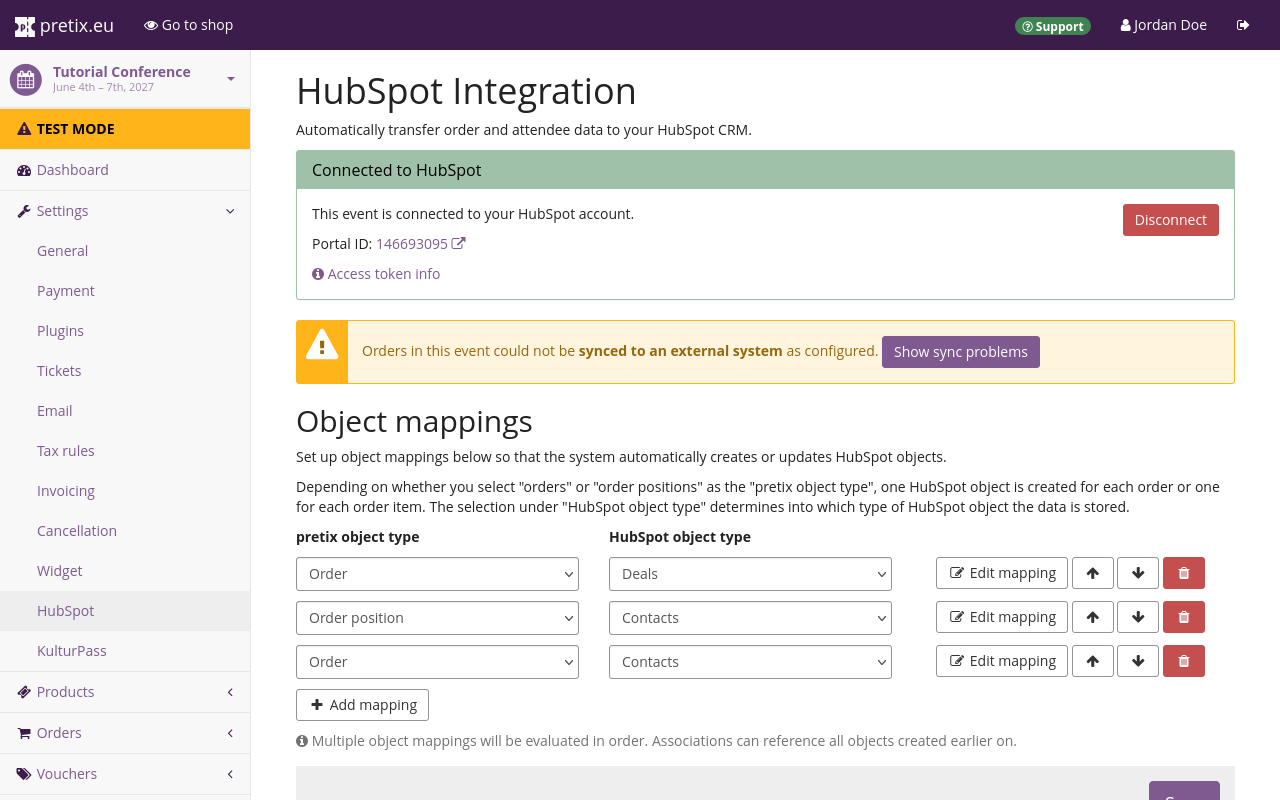 pretix.eu
Go to shop
Support
Jordan Doe
Tutorial Conference
June 4th – 7th, 2027
TEST MODE
Dashboard
Settings
General
Payment
Plugins
Tickets
Email
Tax rules
Invoicing
Cancellation
Widget
HubSpot
KulturPass
Products
Orders
Vouchers
HubSpot Integration
Automatically transfer order and attendee data to your HubSpot CRM.
Connected to HubSpot
This event is connected to your HubSpot account.
Disconnect
Portal ID: 146693095
Access token info
Orders in this event could not be synced to an external system as configured. Show sync problems
Object mappings
Set up object mappings below so that the system automatically creates or updates HubSpot objects.
Depending on whether you select "orders" or "order positions" as the "pretix object type", one HubSpot object is created for each order or one
for each order item. The selection under "HubSpot object type" determines into which type of HubSpot object the data is stored.
pretix object type HubSpot object type
Order Deals Edit mapping
Order position Contacts Edit mapping
Order Contacts Edit mapping
Add mapping
Multiple object mappings will be evaluated in order. Associations can reference all objects created earlier on.